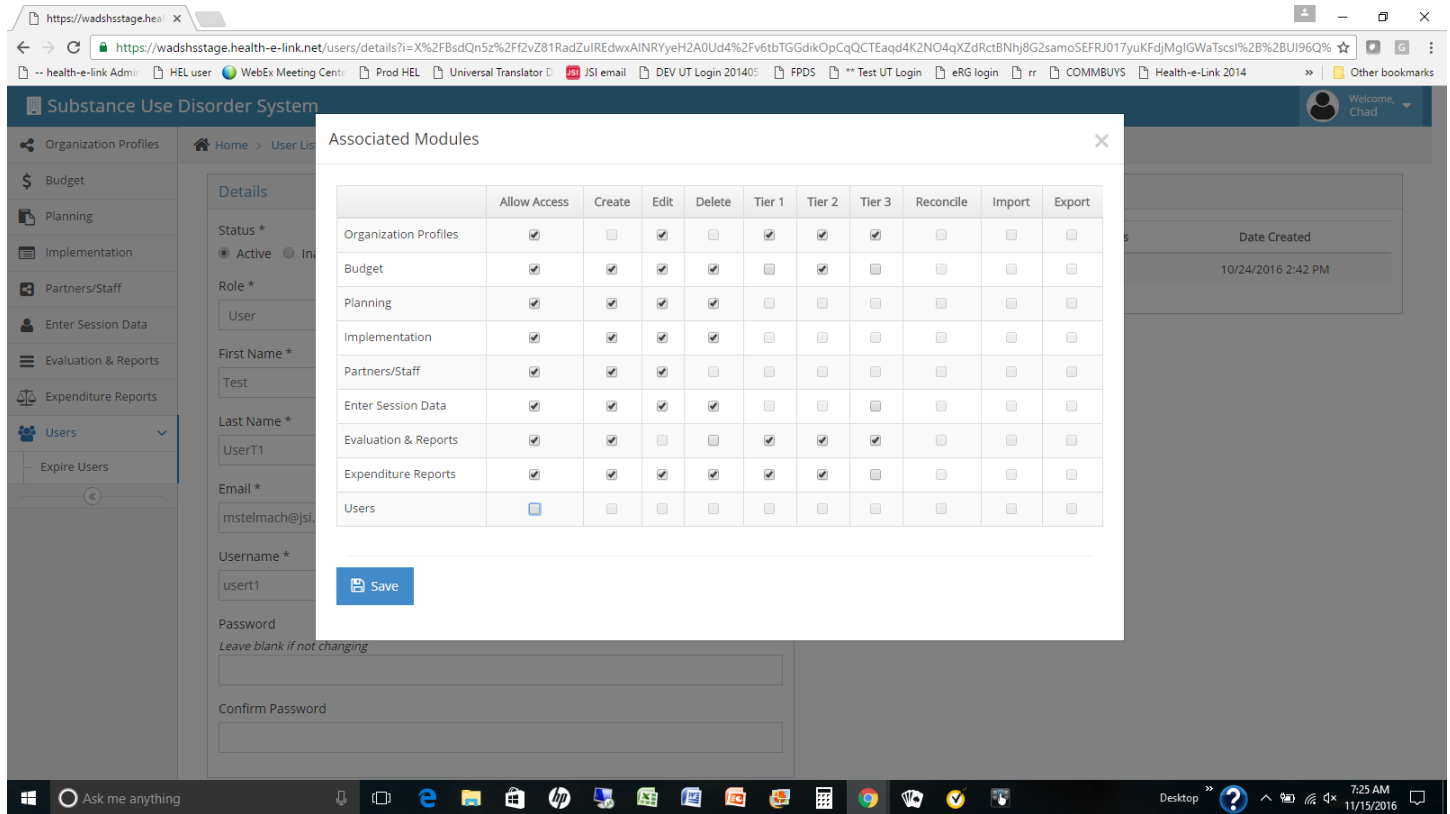 https://wadshsstage.heal
https://wadshsstage.health-e-link.net/users/details?i=X%2FBsdQn5z%2Ff2vZ81RadZuIREdwxAINRYyeH2A0Ud4%2Fv6tbTGGdikOpCqQCTEaqd4K2NO4qXZdRctBNhj8G2samoSEFRJ017yuKFdjMgIGWaTscsI%2B%2BUI96Q%
-- health-e-link Admin HEL user WebEx Meeting Cente Prod HEL Universal Translator D JSI JSI email DEV UT Login 201405 FPDS ** Test UT Login eRG login rr COMMBUYS Health-e-Link 2014 » Other bookmarks
Substance Use Disorder System
Welcome,
Chad
Organization Profiles
Budget
Planning
Implementation
Partners/Staff
Enter Session Data
Evaluation & Reports
Expenditure Reports
Users
Expire Users
Home > User Lis
Details
Status *
Active Ina
Role *
User
First Name *
Test
Last Name *
UserT1
Email *
mstelmach@jsi.
Username *
usert1
Password
Leave blank if not changing
Confirm Password
s Date Created
10/24/2016 2:42 PM
Associated Modules
Allow Access Create Edit Delete Tier 1 Tier 2 Tier 3 Reconcile Import Export
Organization Profiles
Budget
Planning
Implementation
Partners/Staff
Enter Session Data
Evaluation & Reports
Expenditure Reports
Users
Save
Ask me anything
Desktop »
7:25 AM
11/15/2016